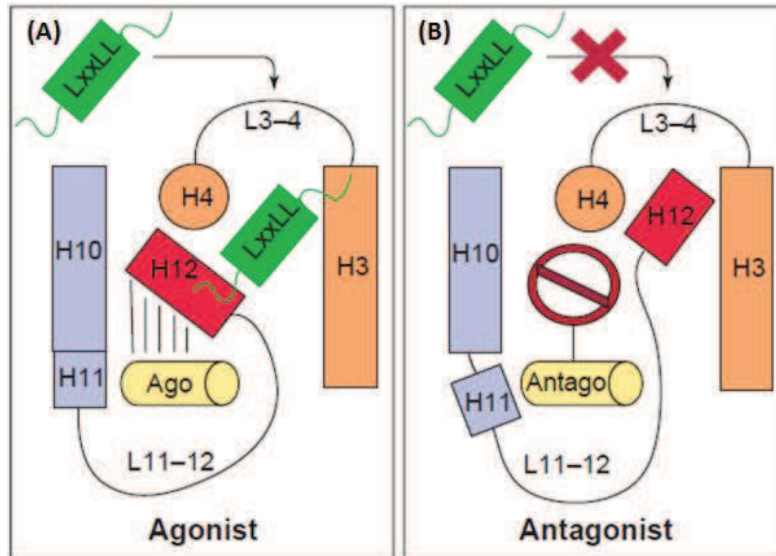 (A)
LxxLL
L3–4
H4
H10
H12
LxxLL
H3
H11
Ago
L11–12
Agonist
(B)
LxxLL
L3–4
H4
H12
H10
H3
Antago
H11
L11–12
Antagonist